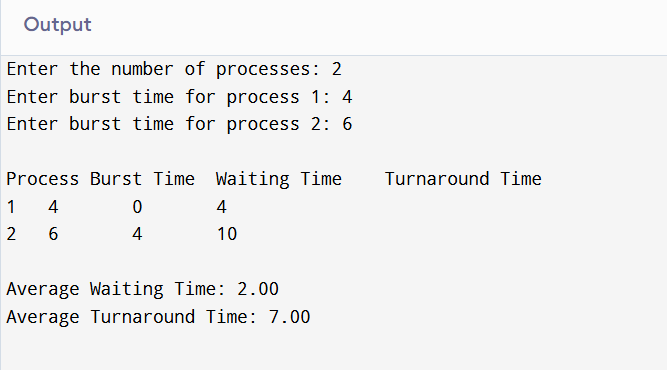 Output
Enter the number of processes: 2
Enter burst time for process 1: 4
Enter burst time for process 2: 6
Process Burst Time  Waiting Time    Turnaround Time
1   4       0       4
2   6       4       10
Average Waiting Time: 2.00
Average Turnaround Time: 7.00